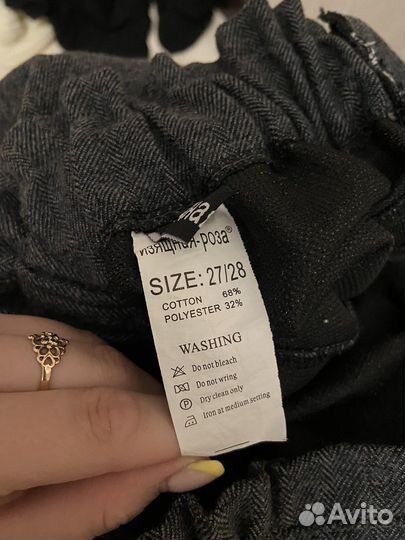 ИЗЯЩНАЯ-РОЗА®
SIZE: 27/28
COTTON 68%
POLYESTER 32%
WASHING
Do not bleach
Do not wring
P Dry clean only
Iron at medium setting
Avito